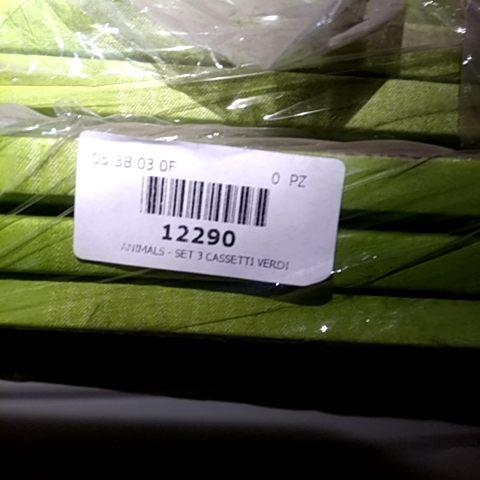 05 38 03 0F 0 PZ
12290
ANIMALS - SET 3 CASSETTI VERDI